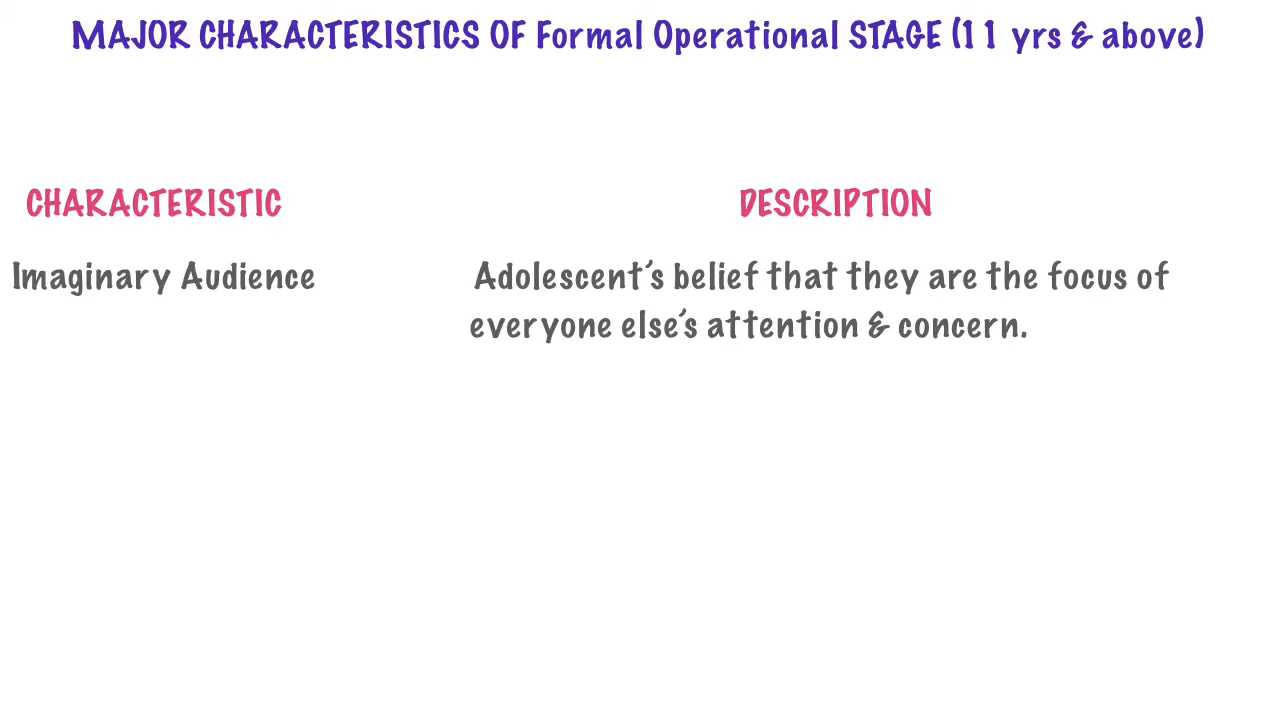 MAJOR CHARACTERISTICS OF Formal Operational STAGE (11 yrs & above)
CHARACTERISTIC DESCRIPTION
Imaginary Audience Adolescent's belief that they are the focus of
everyone else's attention & concern.